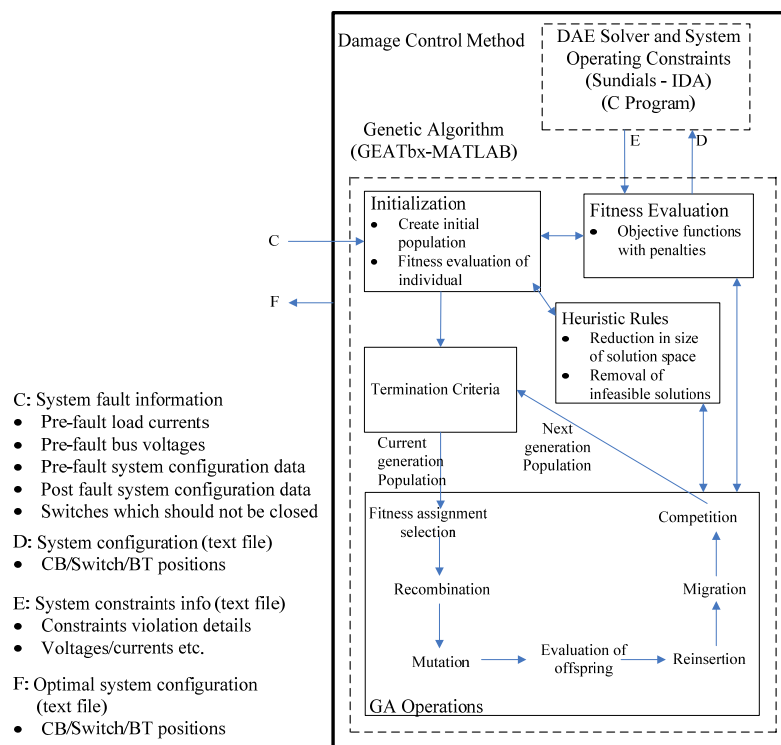 Damage Control Method
DAE Solver and System
Operating Constraints
(Sundials - IDA)
(C Program)
Genetic Algorithm
(GEATbx-MATLAB)
E
D
Initialization
● Create initial
population
● Fitness evaluation of
individual
Fitness Evaluation
● Objective functions
with penalties
C
F
Heuristic Rules
● Reduction in size
of solution space
● Removal of
infeasible solutions
Termination Criteria
Current
generation
Population
Next
generation
Population
Fitness assignment
selection
Recombination
Mutation
Evaluation of
offspring
Reinsertion
Migration
Competition
GA Operations
C: System fault information
● Pre-fault load currents
● Pre-fault bus voltages
● Pre-fault system configuration data
● Post fault system configuration data
● Switches which should not be closed
D: System configuration (text file)
● CB/Switch/BT positions
E: System constraints info (text file)
● Constraints violation details
● Voltages/currents etc.
F: Optimal system configuration
(text file)
● CB/Switch/BT positions